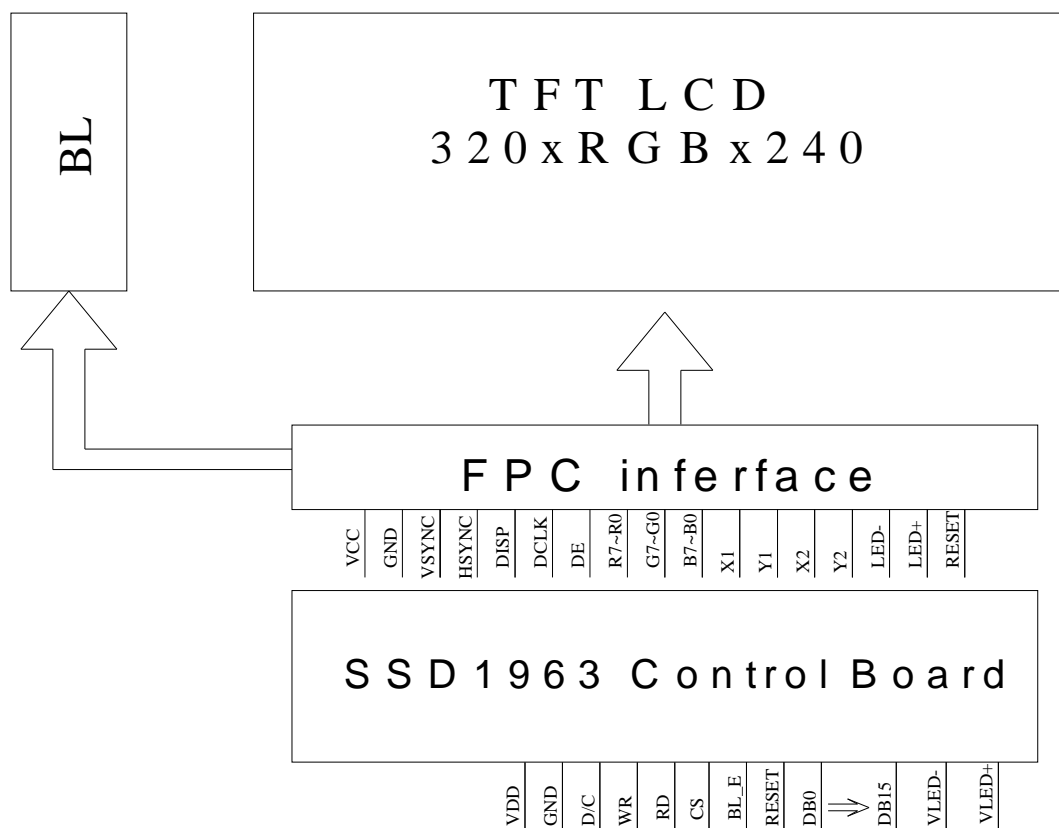 BL
TFT LCD
320xRGBx240
FPC inferface
VCC
GND
VSYNC
HSYNC
DISP
DCLK
DE
R7~R0
G7~G0
B7~B0
X1
Y1
X2
Y2
LED-
LED+
RESET
SSD1963 Control Board
VDD
GND
D/C
WR
RD
CS
BL_E
RESET
DB0
DB15
VLED-
VLED+